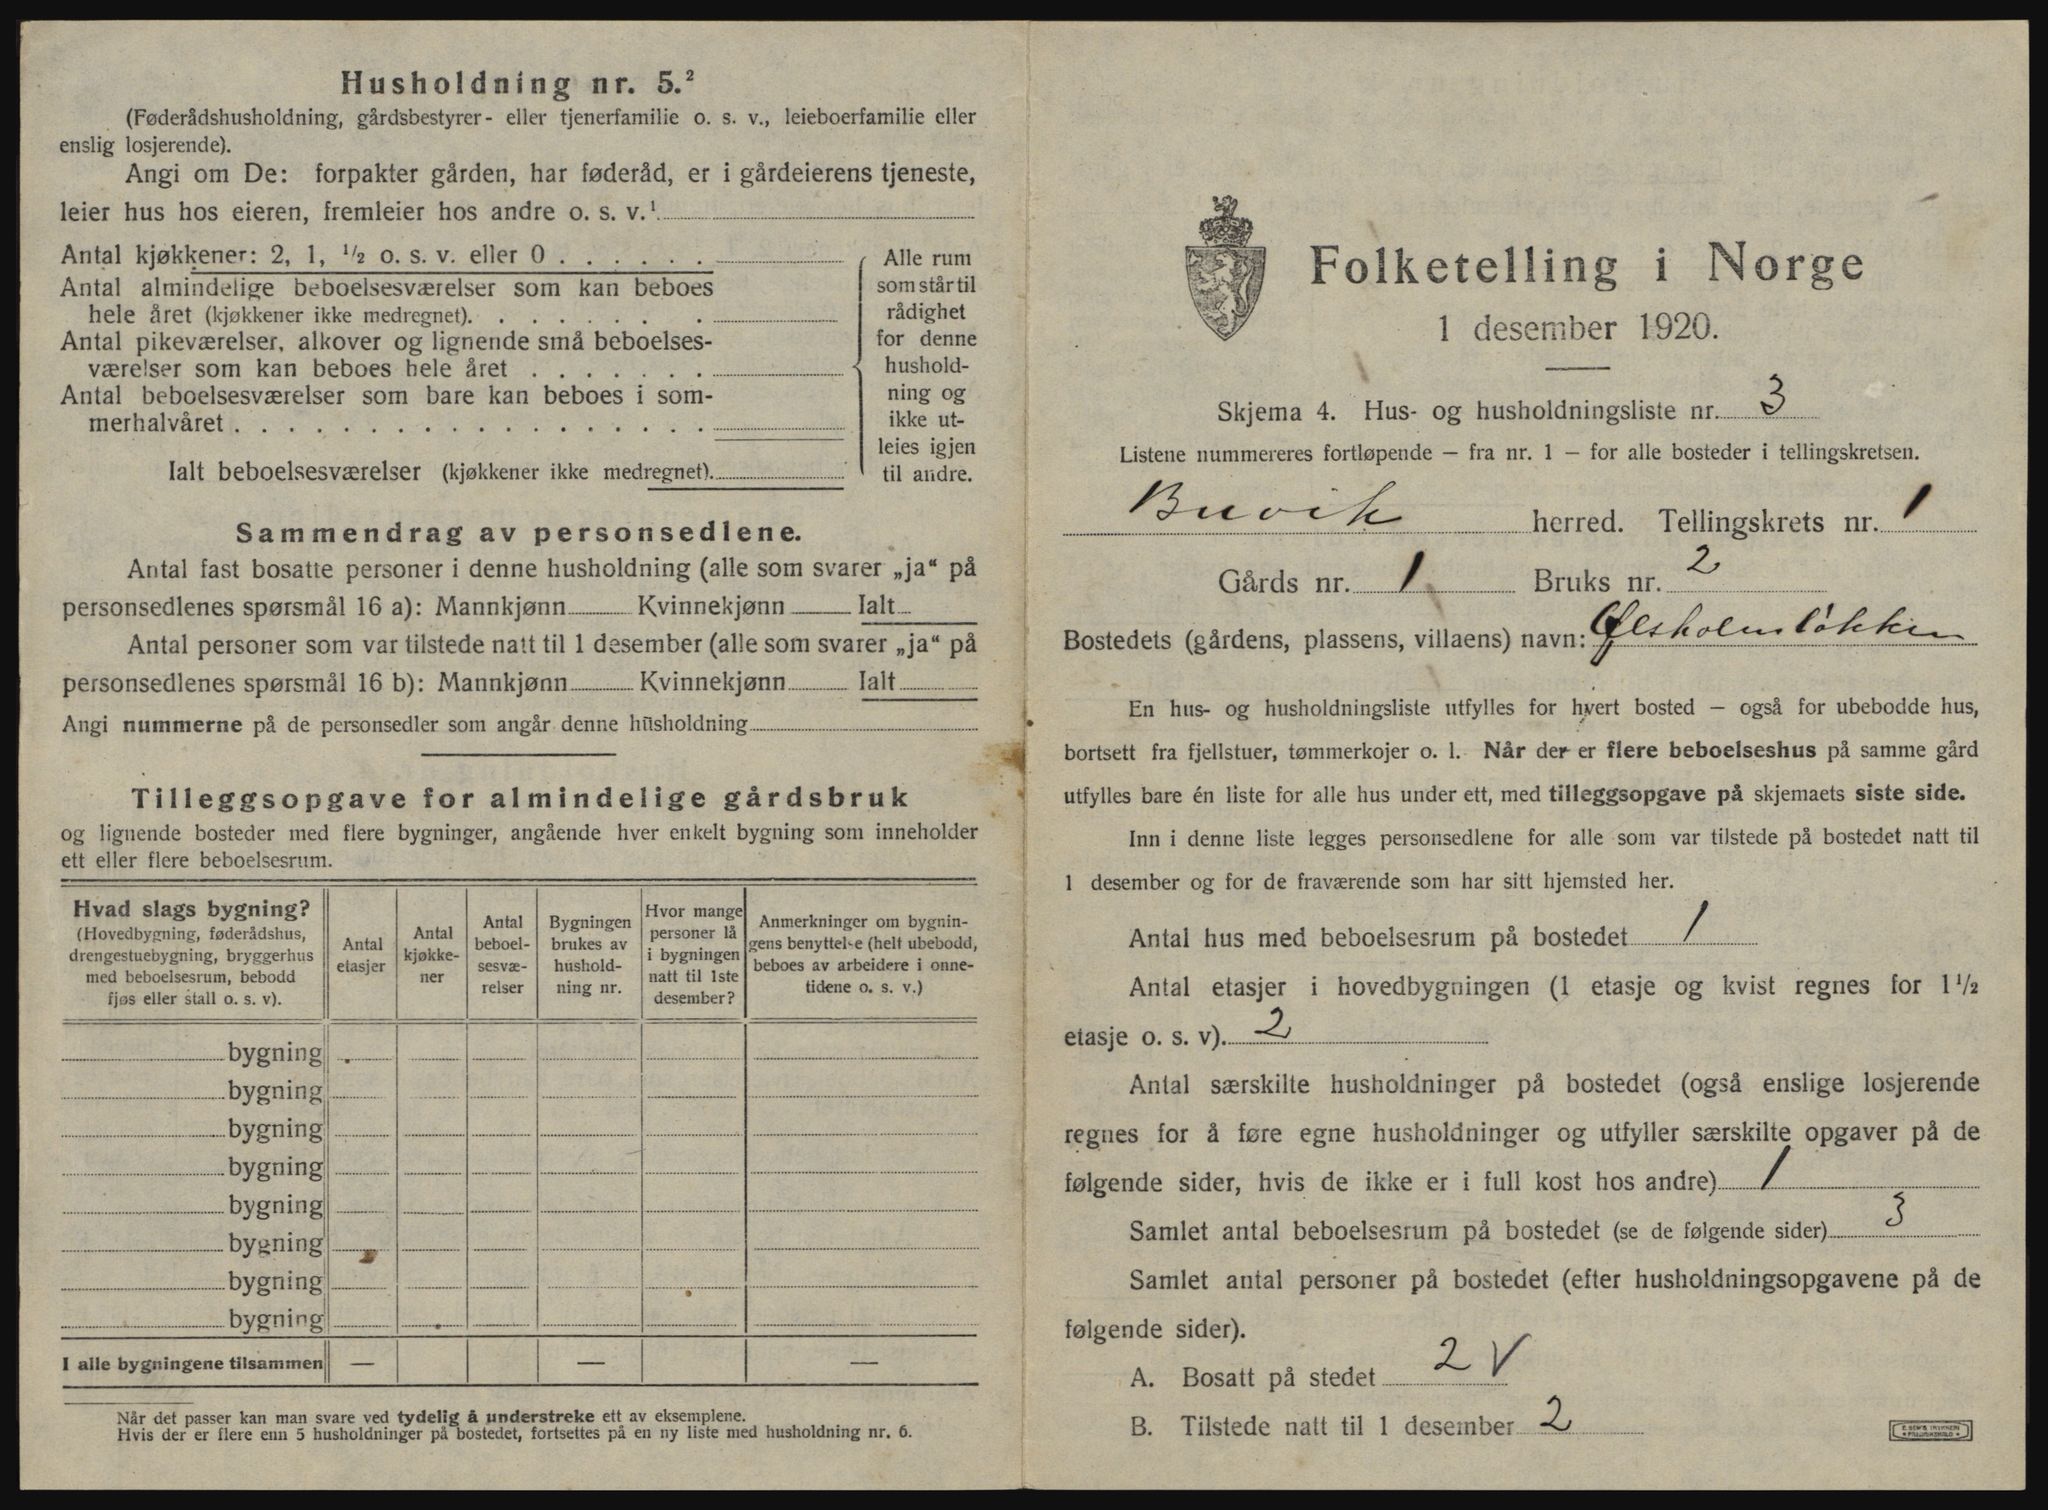 Husholdning nr. 5.²
(Føderådshusholdning, gårdsbestyrer- eller tjenerfamilie o. s. v., leieboerfamilie eller
enslig losjerende).
Angi om De: forpakter gården, har føderåd, er i gårdeierens tjeneste,
leier hus hos eieren, fremleier hos andre o. s. v.¹
Antal kjøkkener: 2, 1, ½ o. s. v. eller 0 . . . . . .
Antal almindelige beboelsesværelser som kan beboes
hele året (kjøkkener ikke medregnet). . . . . . . .
Antal pikeværelser, alkover og lignende små beboelses-
værelser som kan beboes hele året . . . . . . .
Antal beboelsesværelser som bare kan beboes i som-
merhalvåret . . . . . . . . . . . . . . . . . .
Ialt beboelsesværelser (kjøkkener ikke medregnet).
Alle rum
som står til
rådighet
for denne
hushold-
ning og
ikke ut-
leies igjen
til andre.
Sammendrag av personsedlene.
Antal fast bosatte personer i denne husholdning (alle som svarer „ja“ på
personsedlenes spørsmål 16 a): Mannkjønn Kvinnekjønn Ialt
Antal personer som var tilstede natt til 1 desember (alle som svarer „ja“ på
personsedlenes spørsmål 16 b): Mannkjønn Kvinnekjønn Ialt
Angi nummerne på de personsedler som angår denne husholdning
Tilleggsopgave for almindelige gårdsbruk
og lignende bosteder med flere bygninger, angående hver enkelt bygning som inneholder
ett eller flere beboelsesrum.
Hvad slags bygning?
(Hovedbygning, føderådshus,
drengestuebygning, bryggerhus
med beboelsesrum, bebodd
fjøs eller stall o. s. v).
Antal
etasjer
Antal
kjøkke-
ner
Antal
beboel-
sesvæ-
relser
Bygningen
brukes av
hushold-
ning nr.
Hvor mange
personer lå
i bygningen
natt til 1ste
desember?
Anmerkninger om bygnin-
gens benyttelse (helt ubebodd,
beboes av arbeidere i onne-
tidene o. s. v.)
bygning
bygning
bygning
bygning
bygning
bygning
bygning
bygning
I alle bygningene tilsammen — — —
Når det passer kan man svare ved tydelig å understreke ett av eksemplene.
Hvis der er flere enn 5 husholdninger på bostedet, fortsettes på en ny liste med husholdning nr. 6.
Folketelling i Norge
1 desember 1920.
Skjema 4. Hus- og husholdningsliste nr. 3
Listene nummereres fortløpende – fra nr. 1 – for alle bosteder i tellingskretsen.
Buvik herred. Tellingskrets nr. 1
Gårds nr. 1 Bruks nr. 2
Bostedets (gårdens, plassens, villaens) navn: Ølsholmløkken
En hus- og husholdningsliste utfylles for hvert bosted – også for ubebodde hus,
bortsett fra fjellstuer, tømmerkojer o. l. Når der er flere beboelseshus på samme gård
utfylles bare én liste for alle hus under ett, med tilleggsopgave på skjemaets siste side.
Inn i denne liste legges personsedlene for alle som var tilstede på bostedet natt til
1 desember og for de fraværende som har sitt hjemsted her.
Antal hus med beboelsesrum på bostedet 1
Antal etasjer i hovedbygningen (1 etasje og kvist regnes for 1½
etasje o. s. v). 2
Antal særskilte husholdninger på bostedet (også enslige losjerende
regnes for å føre egne husholdninger og utfyller særskilte opgaver på de
følgende sider, hvis de ikke er i full kost hos andre) 1
Samlet antal beboelsesrum på bostedet (se de følgende sider) 3
Samlet antal personer på bostedet (efter husholdningsopgavene på de
følgende sider).
A. Bosatt på stedet 2 V
B. Tilstede natt til 1 desember 2